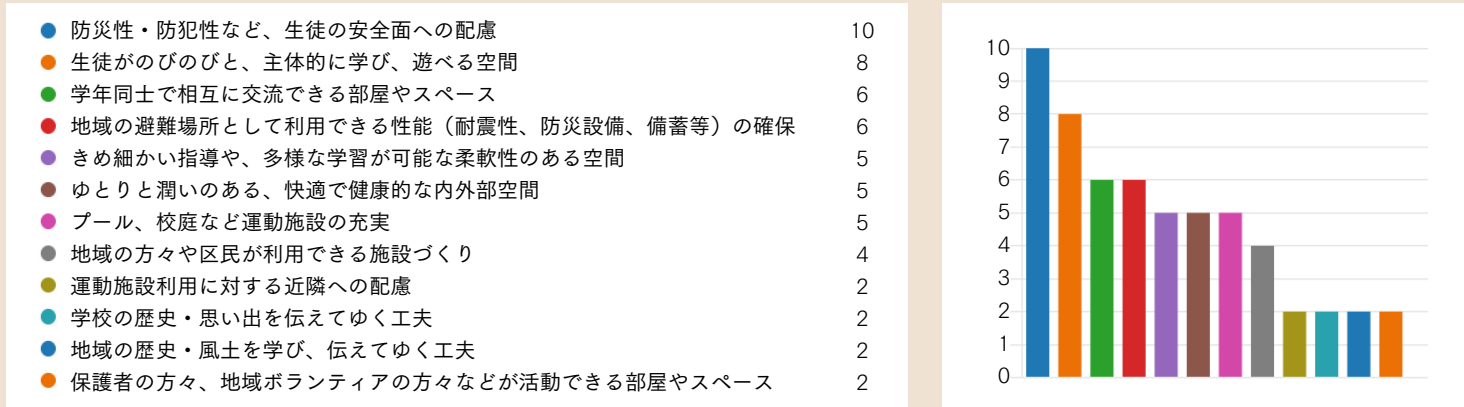 防災性・防犯性など、生徒の安全面への配慮 10
生徒がのびのびと、主体的に学び、遊べる空間 8
学年同士で相互に交流できる部屋やスペース 6
地域の避難場所として利用できる性能（耐震性、防災設備、備蓄等）の確保 6
きめ細かい指導や、多様な学習が可能な柔軟性のある空間 5
ゆとりと潤いのある、快適で健康的な内外部空間 5
プール、校庭など運動施設の充実 5
地域の方々や区民が利用できる施設づくり 4
運動施設利用に対する近隣への配慮 2
学校の歴史・思い出を伝えてゆく工夫 2
地域の歴史・風土を学び、伝えてゆく工夫 2
保護者の方々、地域ボランティアの方々などが活動できる部屋やスペース 2
10
9
8
7
6
5
4
3
2
1
0